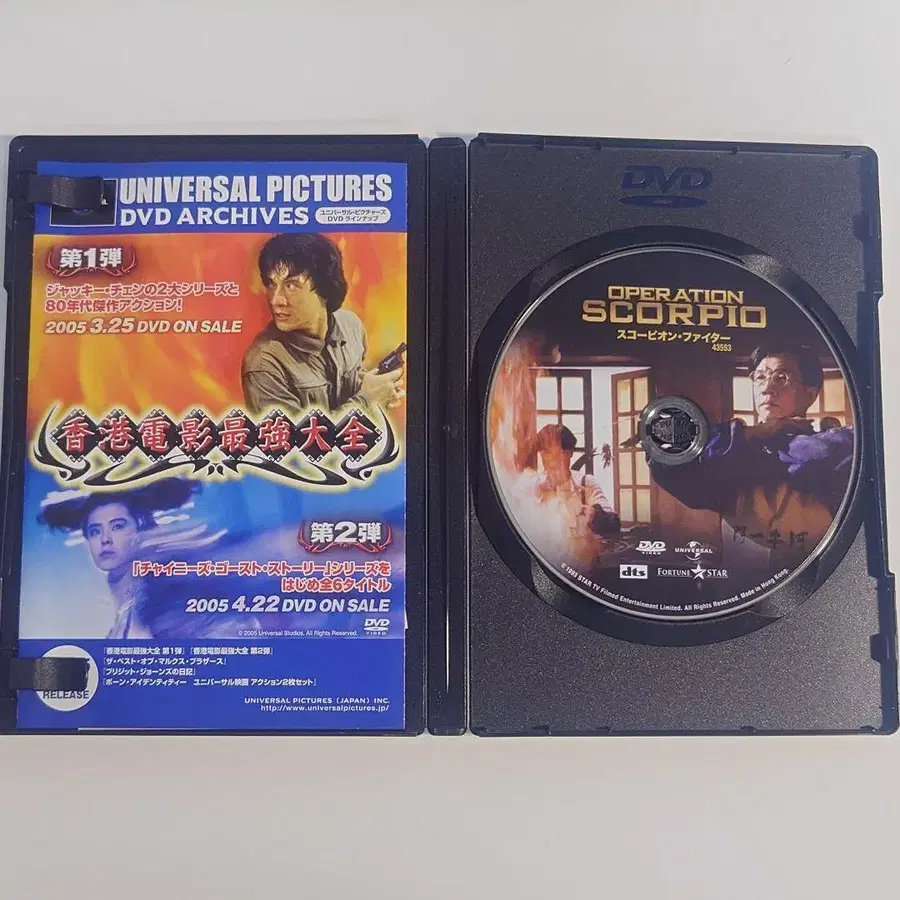 UNIVERSAL PICTURES
DVD ARCHIVES
ユニバーサル・ピクチャーズ
DVD ラインナップ
第1弾
ジャッキー・チェンの2大シリーズと
80年代傑作アクション!
2005 3.25 DVD ON SALE
香港電影最強大全
第2弾
「チャイニーズ・ゴースト・ストーリー」シリーズを
はじめ全6タイトル
2005 4.22 DVD ON SALE
DVD
VIDEO
© 2005 Universal Studios. All Rights Reserved.
RELEASE
「香港電影最強大全 第1弾」「香港電影最強大全 第2弾」
「ザ・ベスト・オブ・マルクス・ブラザース」
「ブリジット・ジョーンズの日記」
「ボーン・アイデンティティー ユニバーサル映画 アクション2枚セット」
UNIVERSAL PICTURES (JAPAN) INC.
http://www.universalpictures.jp/
DVD
OPERATION
SCORPIO
スコーピオン・ファイター
43553
DVD
VIDEO
UNIVERSAL
dts
FORTUNE STAR
© 1993 STAR TV Filmed Entertainment Limited. All Rights Reserved. Made in Hong Kong.